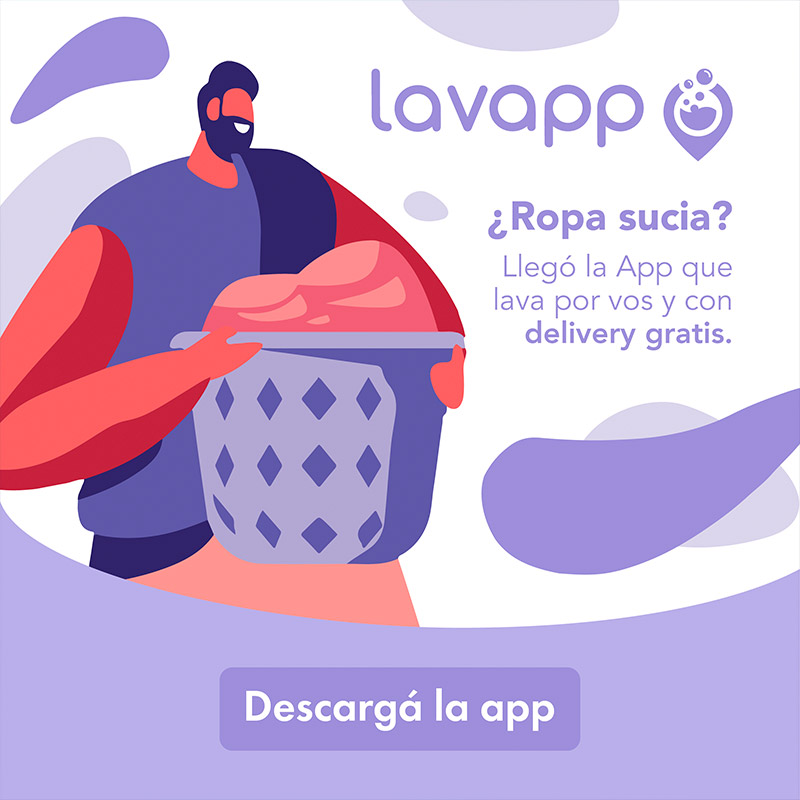 lavapp
¿Ropa sucia?
Llegó la App que
lava por vos y con
delivery gratis.
Descargá la app